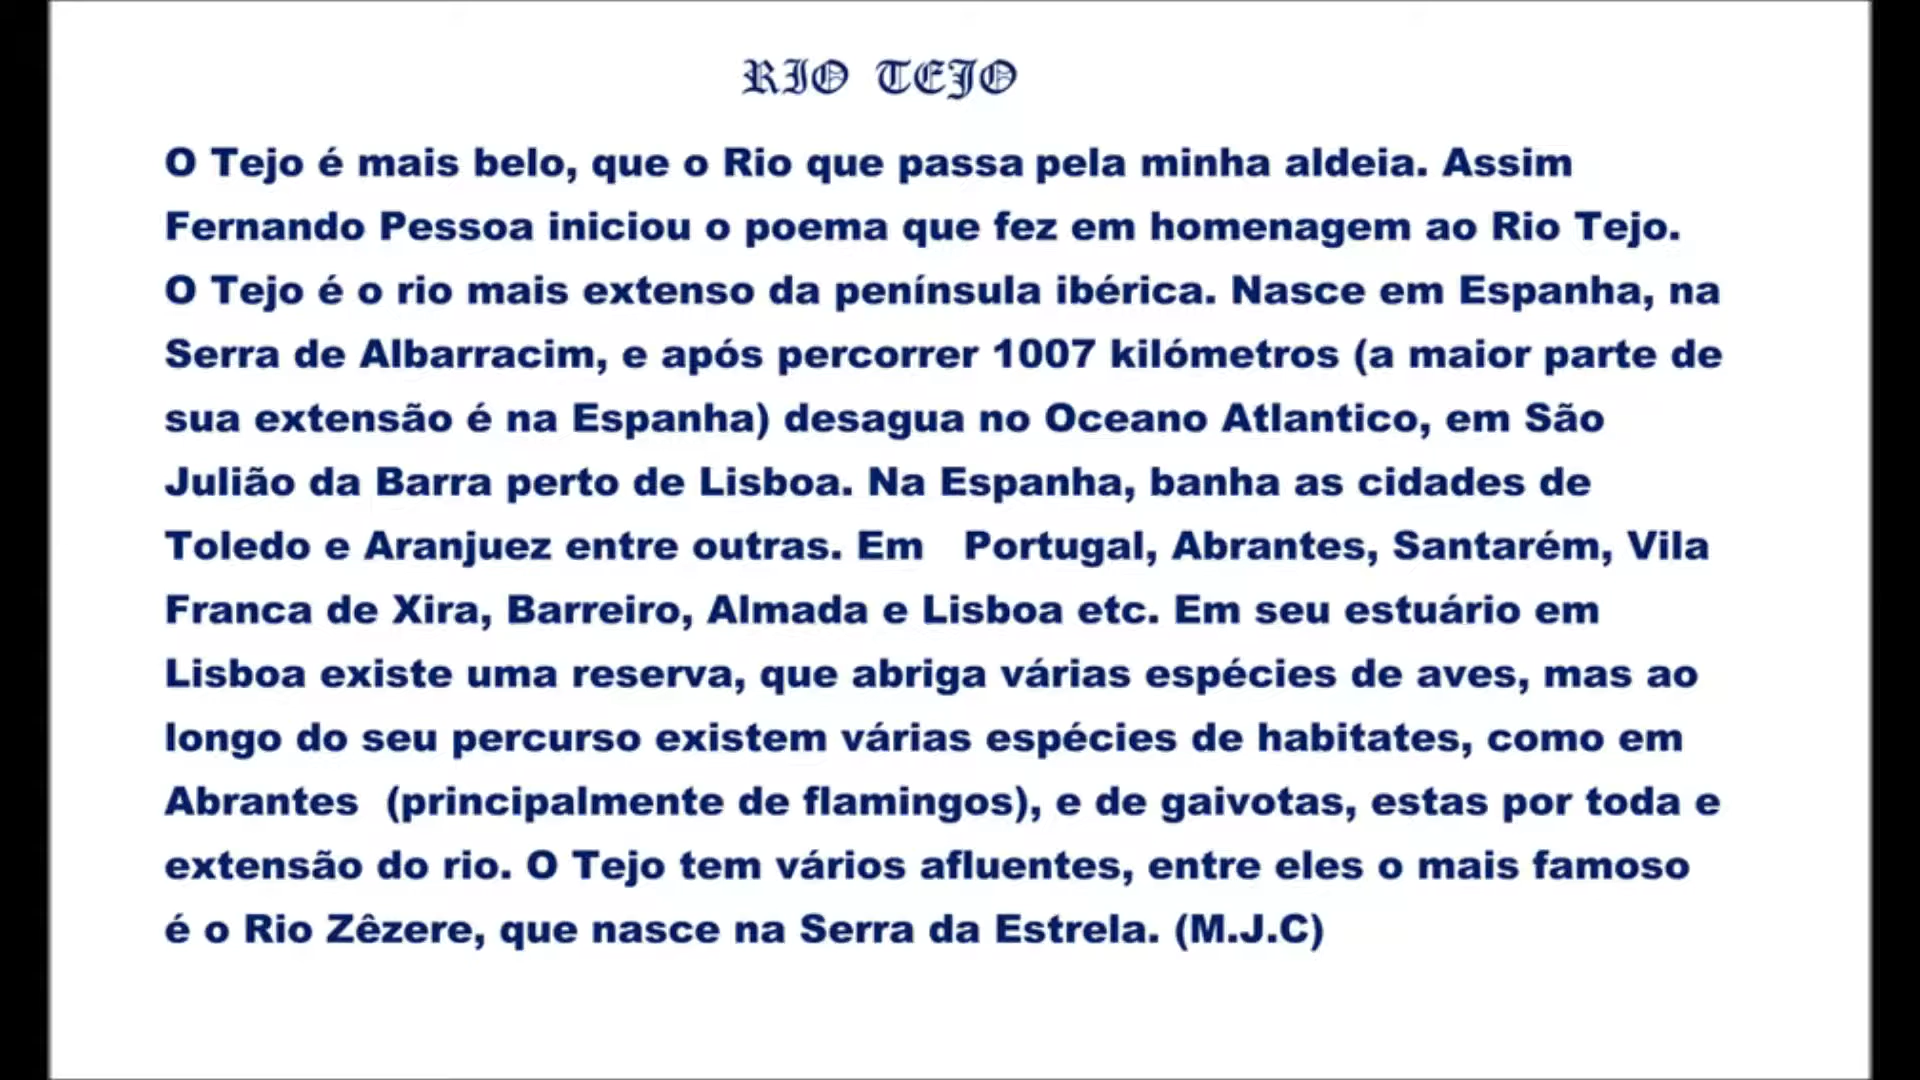 RIO TEJO
O Tejo é mais belo, que o Rio que passa pela minha aldeia. Assim
Fernando Pessoa iniciou o poema que fez em homenagem ao Rio Tejo.
O Tejo é o rio mais extenso da península ibérica. Nasce em Espanha, na
Serra de Albarracim, e após percorrer 1007 kilómetros (a maior parte de
sua extensão é na Espanha) desagua no Oceano Atlantico, em São
Julião da Barra perto de Lisboa. Na Espanha, banha as cidades de
Toledo e Aranjuez entre outras. Em Portugal, Abrantes, Santarém, Vila
Franca de Xira, Barreiro, Almada e Lisboa etc. Em seu estuário em
Lisboa existe uma reserva, que abriga várias espécies de aves, mas ao
longo do seu percurso existem várias espécies de habitates, como em
Abrantes (principalmente de flamingos), e de gaivotas, estas por toda e
extensão do rio. O Tejo tem vários afluentes, entre eles o mais famoso
é o Rio Zêzere, que nasce na Serra da Estrela. (M.J.C)